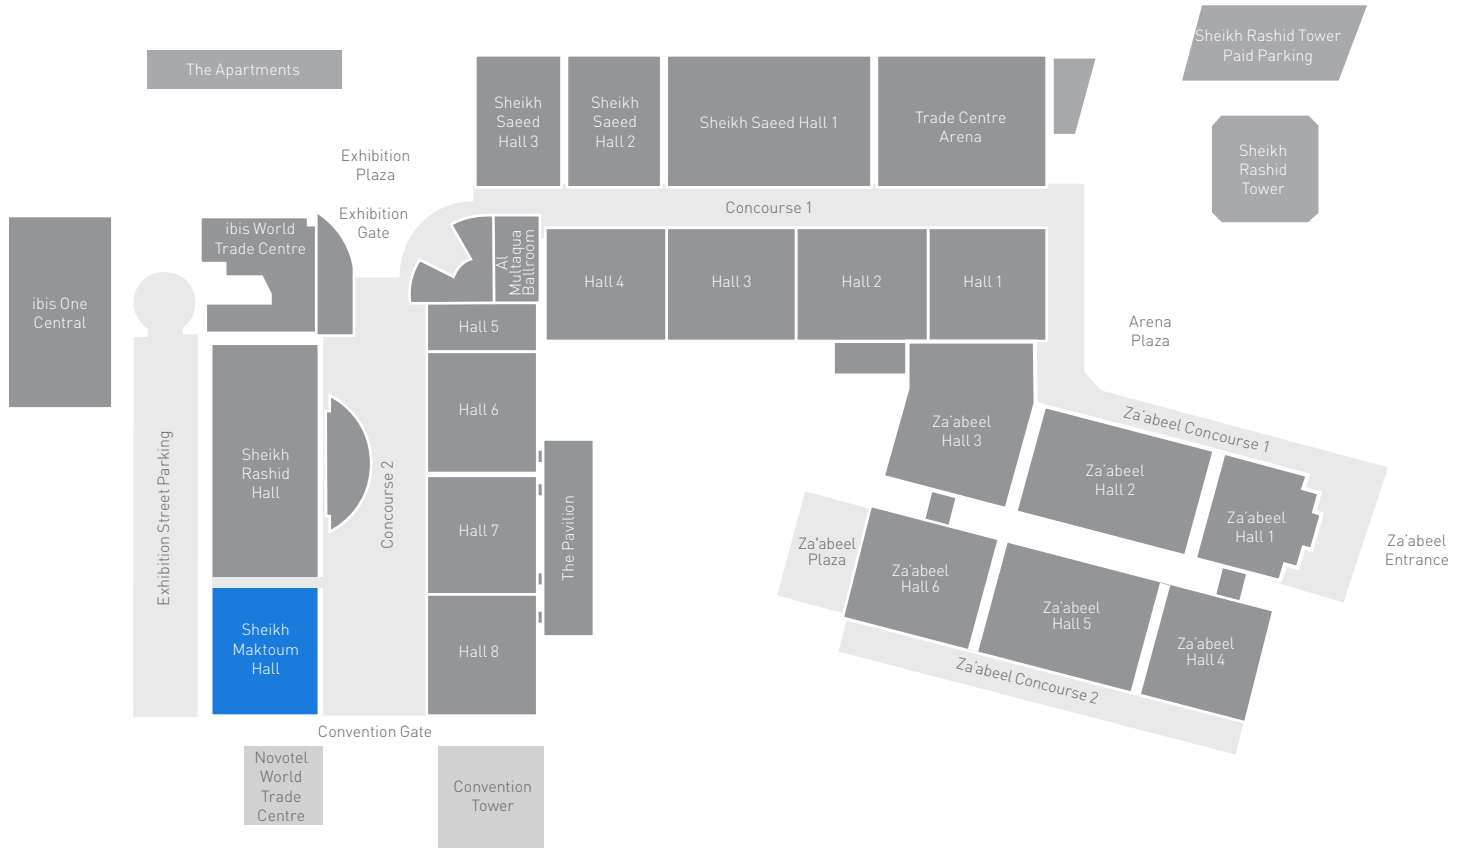 Sheikh Rashid Tower
Paid Parking
The Apartments
Sheikh
Saeed
Hall 3
Sheikh
Saeed
Hall 2
Sheikh Saeed Hall 1
Trade Centre
Arena
Sheikh
Rashid
Tower
Exhibition
Plaza
Exhibition
Gate
Concourse 1
ibis World
Trade Centre
Al
Multaqua
Ballroom
Hall 4
Hall 3
Hall 2
Hall 1
ibis One
Central
Hall 5
Arena
Plaza
Hall 6
Za'abeel
Hall 3
Za'abeel Concourse 1
Sheikh
Rashid
Hall
Exhibition Street Parking
Concourse 2
Za'abeel
Hall 2
Za'abeel
Hall 1
Hall 7
The Pavilion
Za'abeel
Plaza
Za'abeel
Entrance
Za'abeel
Hall 6
Za'abeel
Hall 5
Za'abeel
Hall 4
Sheikh
Maktoum
Hall
Hall 8
Za'abeel Concourse 2
Convention Gate
Novotel
World
Trade
Centre
Convention
Tower